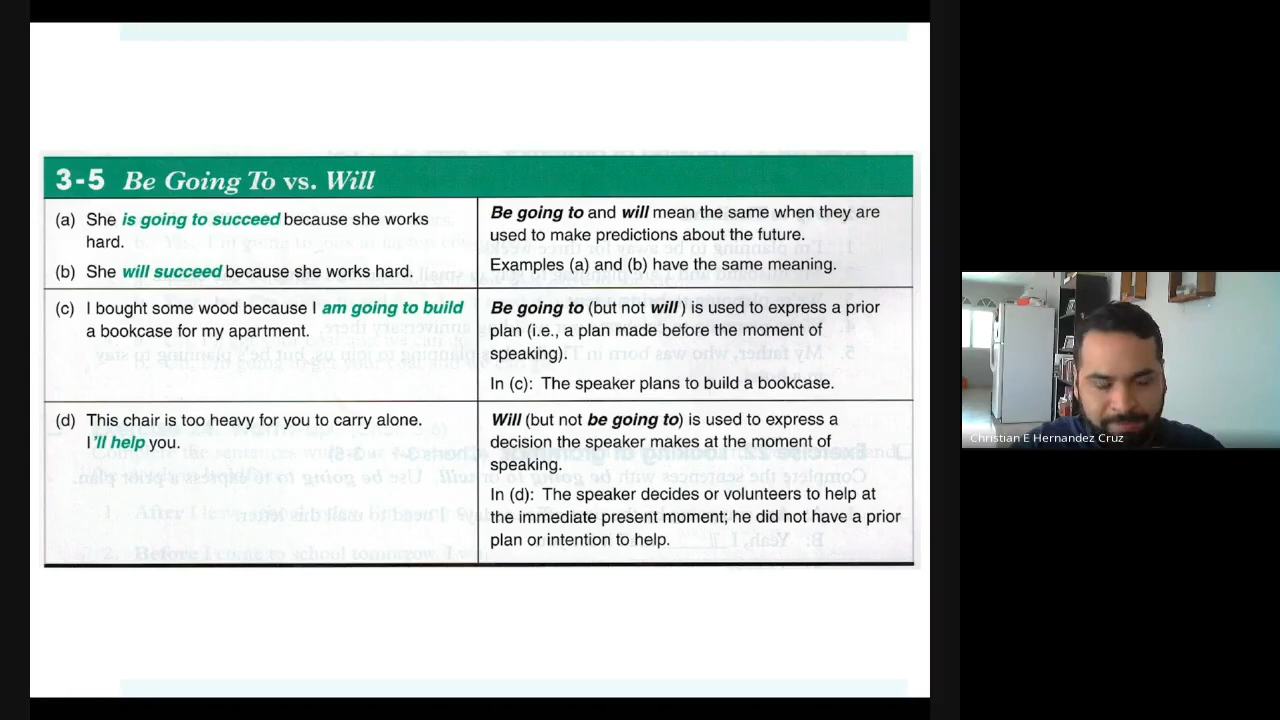 3-5 Be Going To vs. Will
(a) She is going to succeed because she works
hard.
(b) She will succeed because she works hard.
Be going to and will mean the same when they are
used to make predictions about the future.
Examples (a) and (b) have the same meaning.
(c) I bought some wood because I am going to build
a bookcase for my apartment.
Be going to (but not will) is used to express a prior
plan (i.e., a plan made before the moment of
speaking).
In (c): The speaker plans to build a bookcase.
(d) This chair is too heavy for you to carry alone.
I'll help you.
Will (but not be going to) is used to express a
decision the speaker makes at the moment of
speaking.
In (d): The speaker decides or volunteers to help at
the immediate present moment; he did not have a prior
plan or intention to help.
Christian E Hernandez Cruz